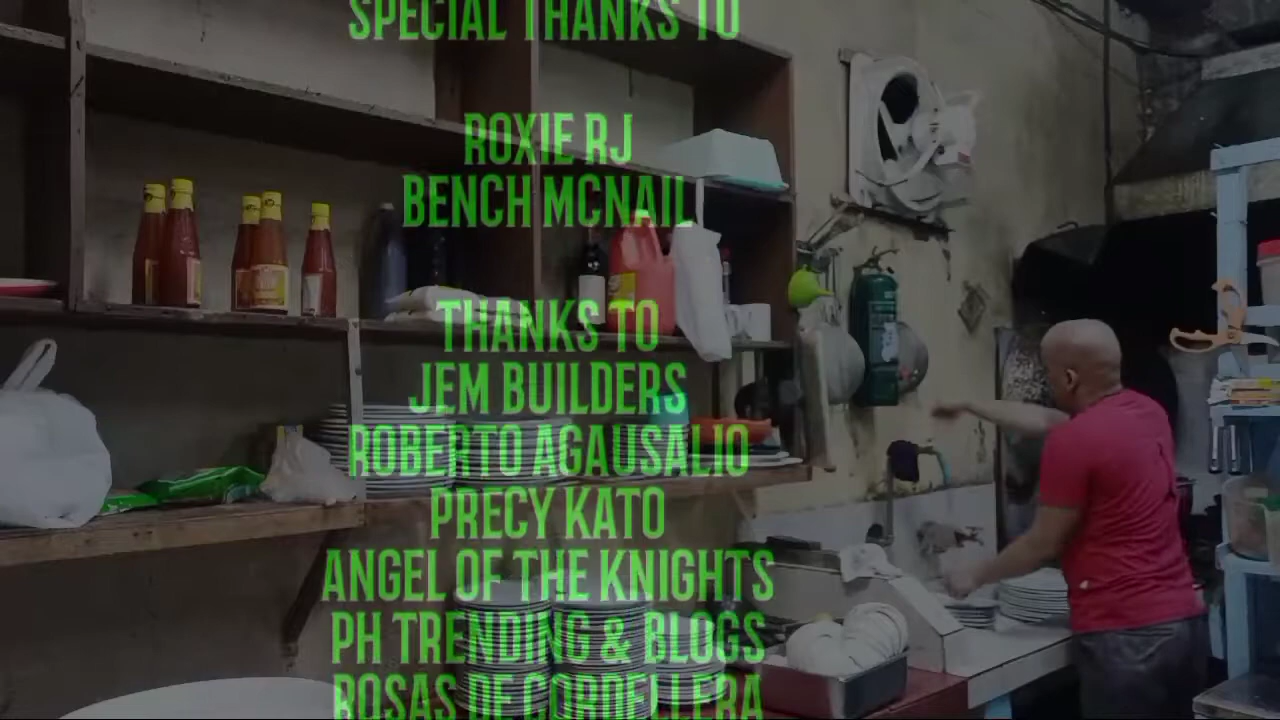 SPECIAL THANKS TO
ROXIE RJ
BENCH MCNAIL
THANKS TO
JEM BUILDERS
ROBERTO AGAUSALIO
PRECY KATO
ANGEL OF THE KNIGHTS
PH TRENDING & BLOGS
ROSAS DE CORDELLERA